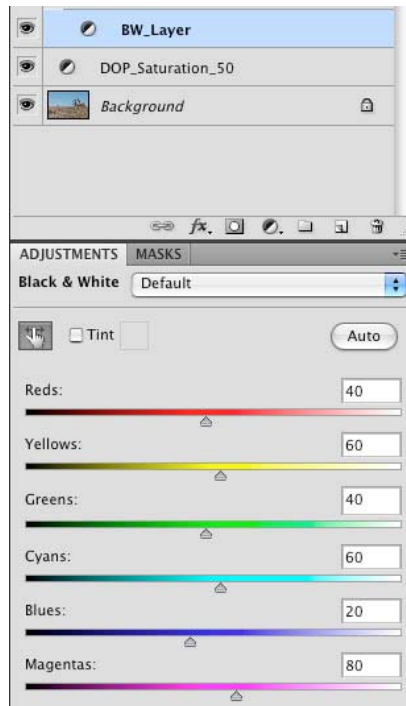 BW_Layer
DOP_Saturation_50
Background
fx.
ADJUSTMENTS MASKS
Black & White Default
Tint Auto
Reds: 40
Yellows: 60
Greens: 40
Cyans: 60
Blues: 20
Magentas: 80